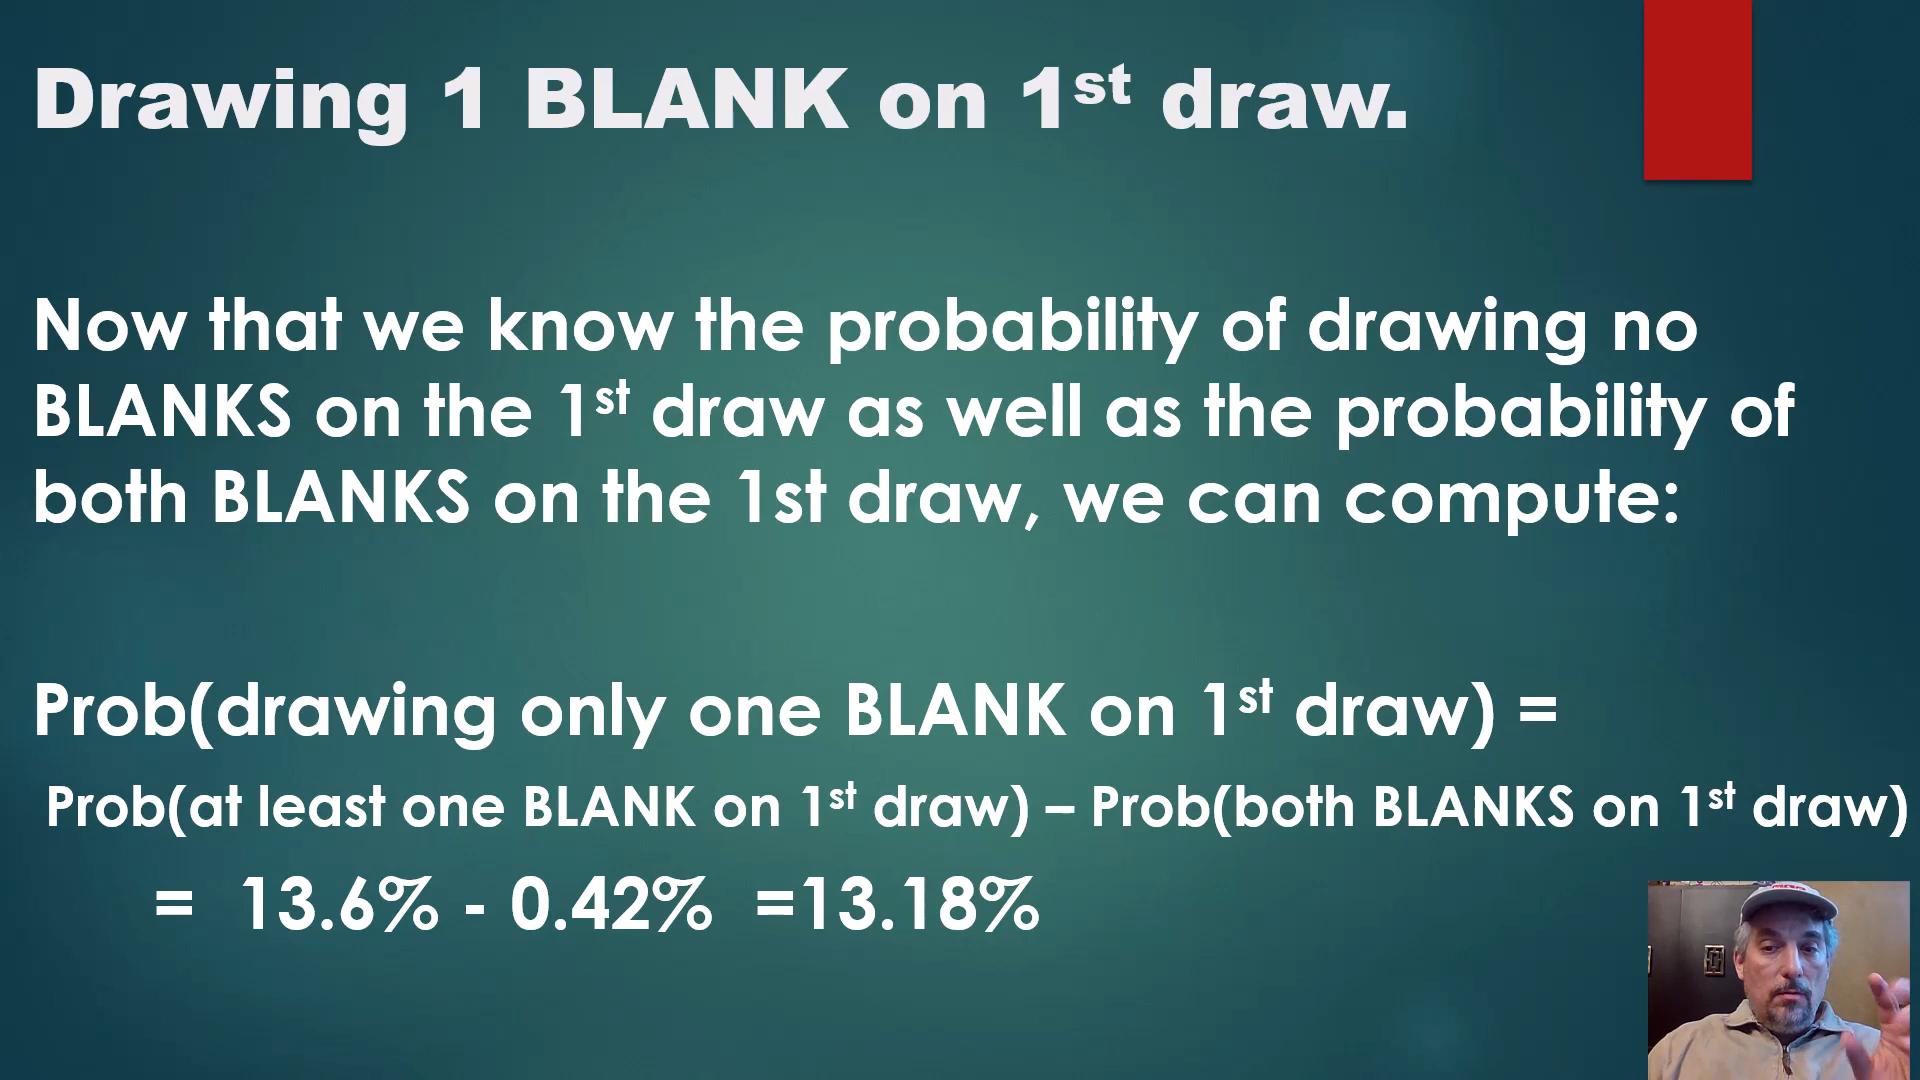 Drawing 1 BLANK on 1st draw.
Now that we know the probability of drawing no
BLANKS on the 1st draw as well as the probability of
both BLANKS on the 1st draw, we can compute:
Prob(drawing only one BLANK on 1st draw) =
Prob(at least one BLANK on 1st draw) – Prob(both BLANKS on 1st draw)
= 13.6% - 0.42% =13.18%